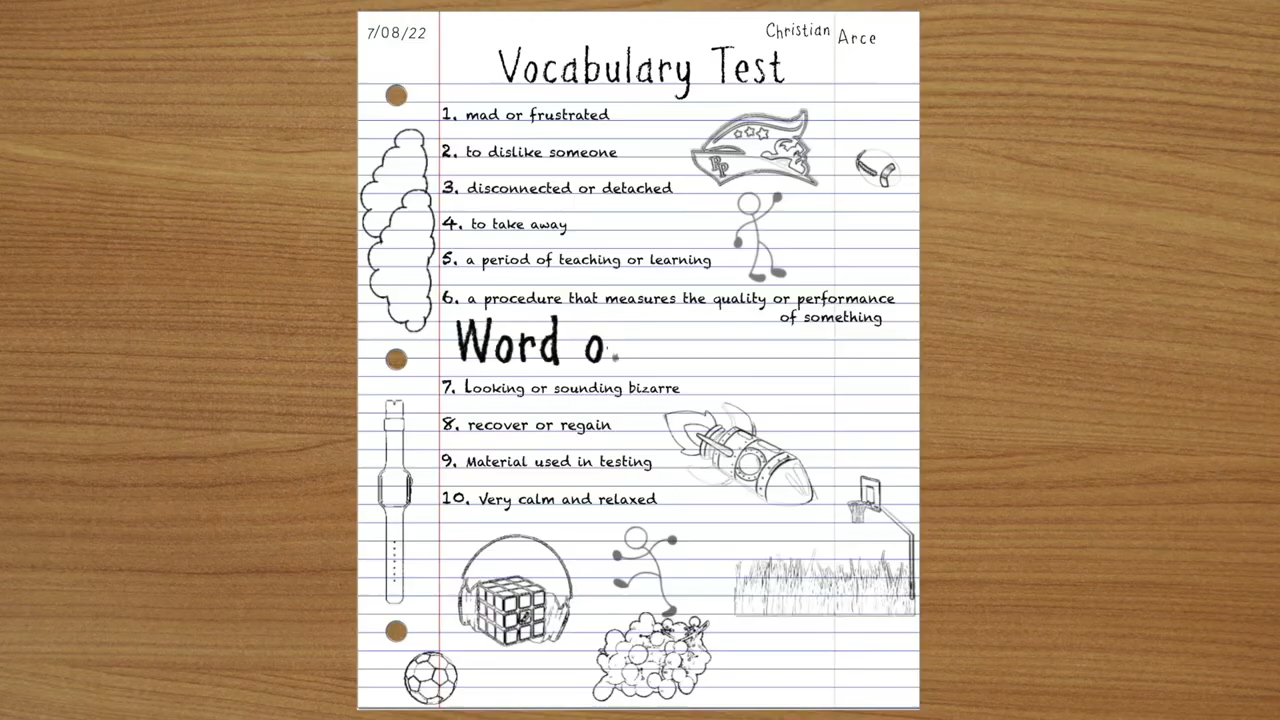 7/08/22
Christian Arce
Vocabulary Test
1. mad or frustrated
2. to dislike someone
3. disconnected or detached
4. to take away
5. a period of teaching or learning
6. a procedure that measures the quality or performance
of something
Word o
7. Looking or sounding bizarre
8. recover or regain
9. Material used in testing
10. Very calm and relaxed
PP